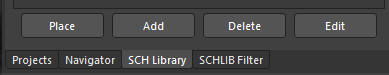 Place Add Delete Edit
Projects Navigator SCH Library SCHLIB Filter